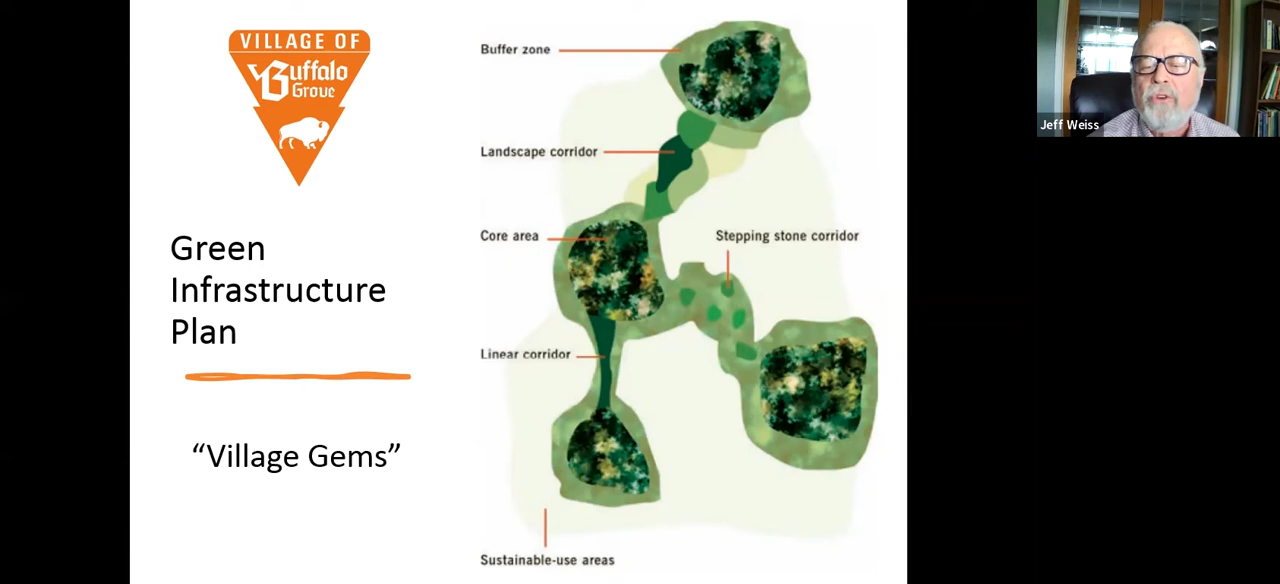 VILLAGE OF
Buffalo
Grove
Green
Infrastructure
Plan
“Village Gems”
Buffer zone
Landscape corridor
Core area
Stepping stone corridor
Linear corridor
Sustainable-use areas
Jeff Weiss